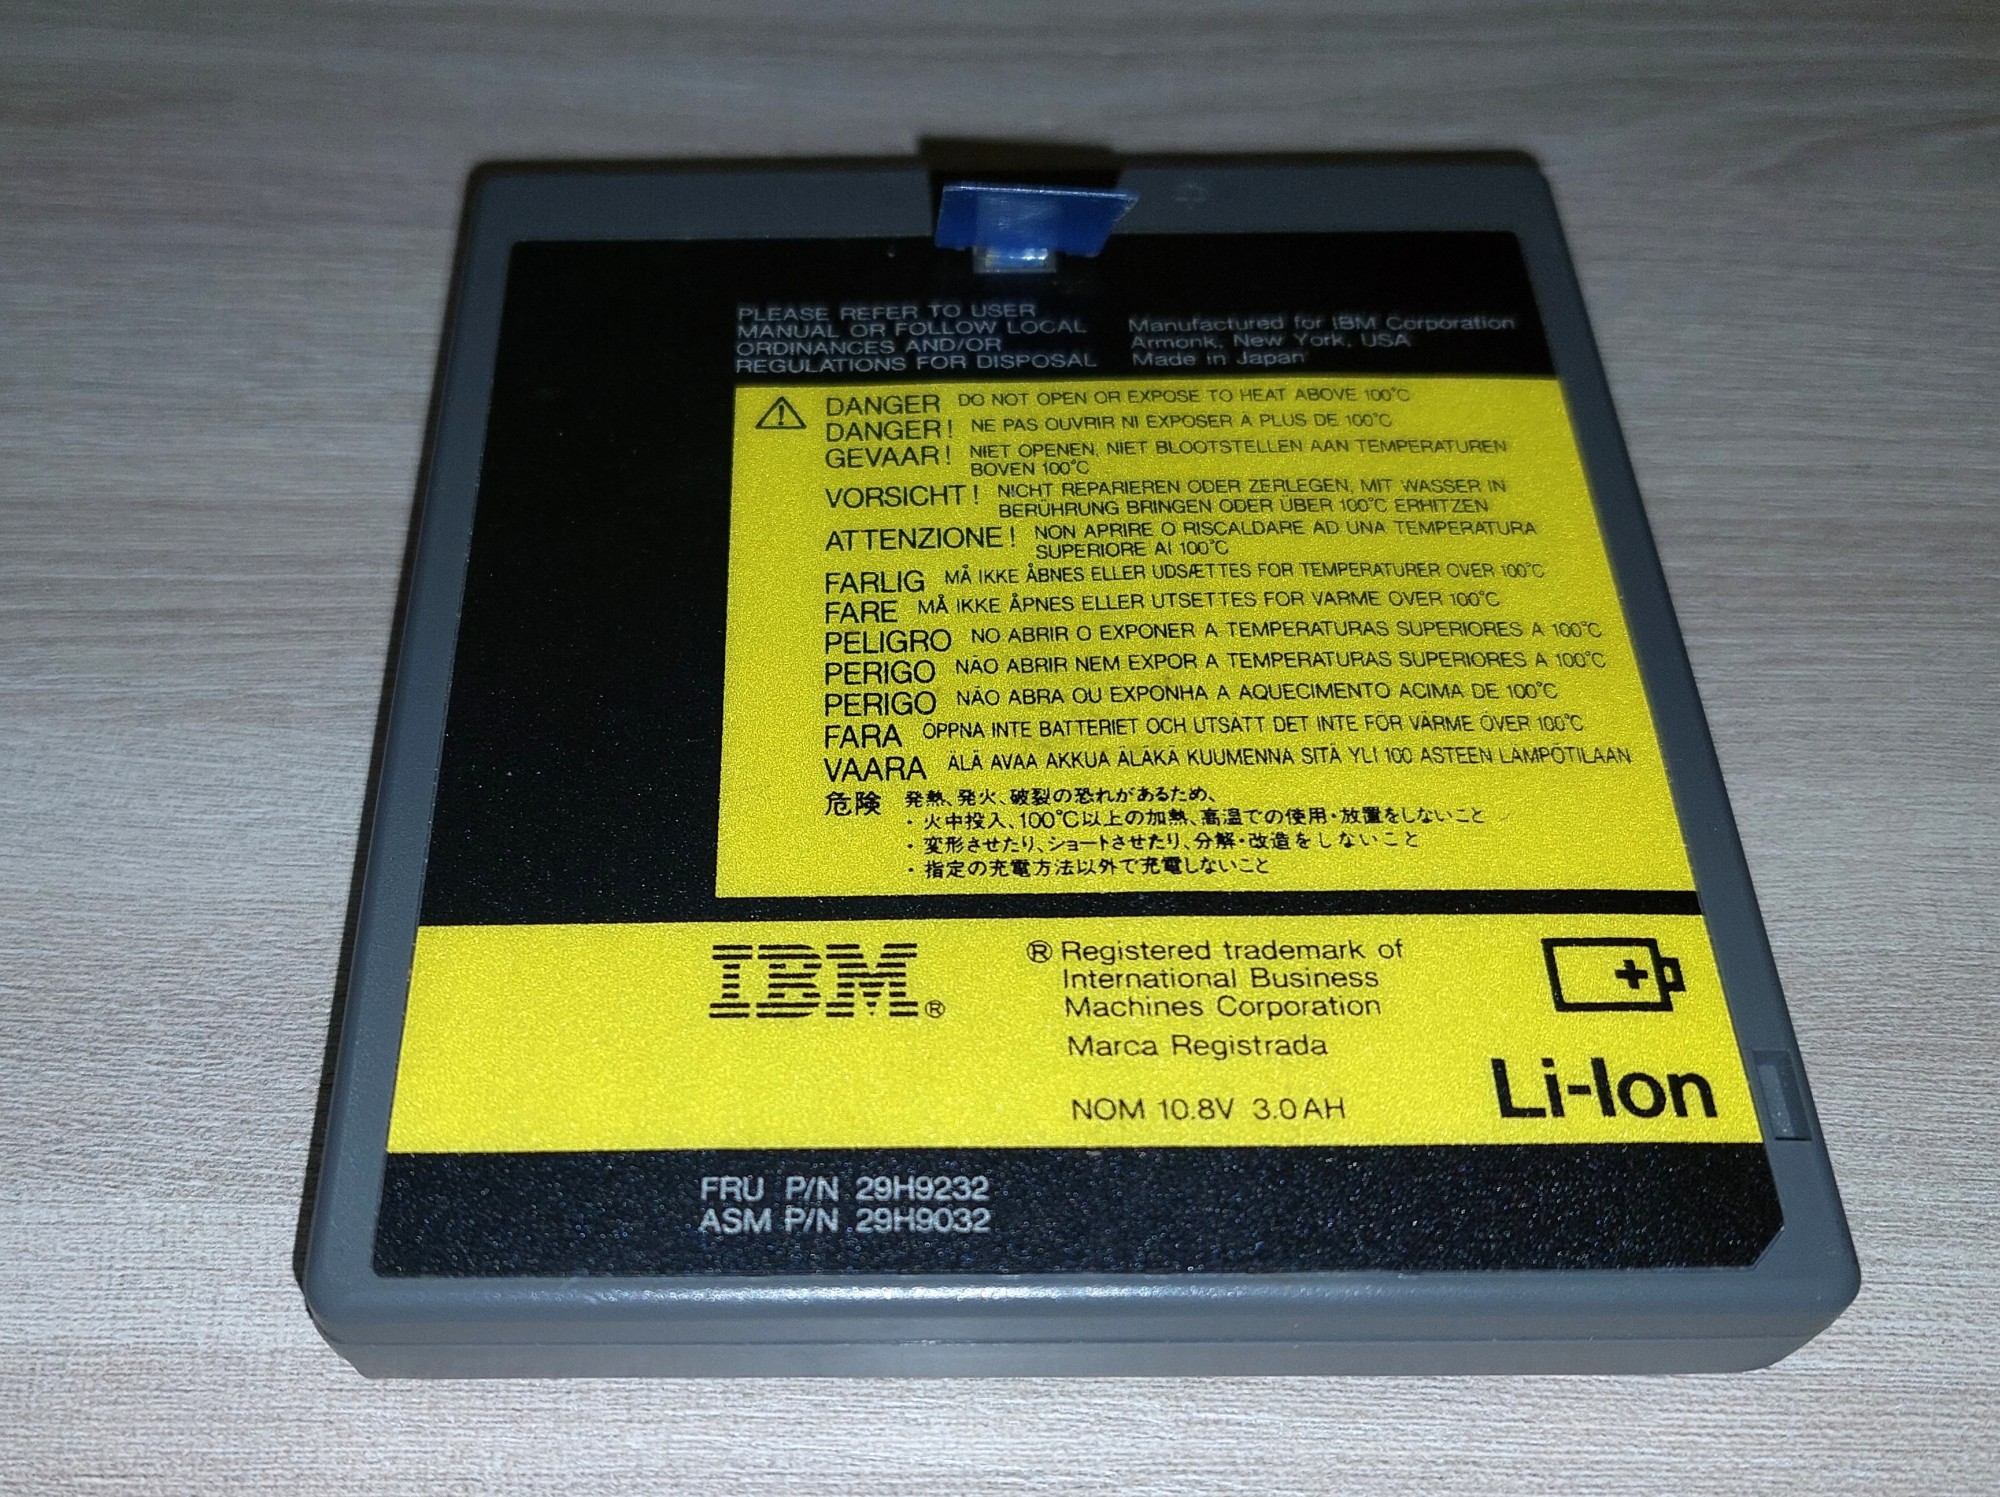 PLEASE REFER TO USER
MANUAL OR FOLLOW LOCAL
ORDINANCES AND/OR
REGULATIONS FOR DISPOSAL
Manufactured for IBM Corporation
Armonk, New York, USA
Made in Japan
DANGER DO NOT OPEN OR EXPOSE TO HEAT ABOVE 100°C
DANGER! NE PAS OUVRIR NI EXPOSER À PLUS DE 100°C
GEVAAR! NIET OPENEN, NIET BLOOTSTELLEN AAN TEMPERATUREN
BOVEN 100°C
VORSICHT! NICHT REPARIEREN ODER ZERLEGEN, MIT WASSER IN
BERÜHRUNG BRINGEN ODER ÜBER 100°C ERHITZEN
ATTENZIONE! NON APRIRE O RISCALDARE AD UNA TEMPERATURA
SUPERIORE AI 100°C
FARLIG MÅ IKKE ÅBNES ELLER UDSÆTTES FOR TEMPERATURER OVER 100°C
FARE MÅ IKKE ÅPNES ELLER UTSETTES FOR VARME OVER 100°C
PELIGRO NO ABRIR O EXPONER A TEMPERATURAS SUPERIORES A 100°C
PERIGO NÃO ABRIR NEM EXPOR A TEMPERATURAS SUPERIORES A 100°C
PERIGO NÃO ABRA OU EXPONHA A AQUECIMENTO ACIMA DE 100°C
FARA ÖPPNA INTE BATTERIET OCH UTSÄTT DET INTE FÖR VÄRME ÖVER 100°C
VAARA ÄLÄ AVAA AKKUA ÄLÄKÄ KUUMENNA SITÄ YLI 100 ASTEEN LÄMPÖTILAAN
危険 発熱、発火、破裂の恐れがあるため、
・火中投入、100℃以上の加熱、高温での使用・放置をしないこと
・変形させたり、ショートさせたり、分解・改造をしないこと
・指定の充電方法以外で充電しないこと
IBM®
® Registered trademark of
International Business
Machines Corporation
Marca Registrada
NOM 10.8V 3.0AH
+
Li-Ion
FRU P/N 29H9232
ASM P/N 29H9032